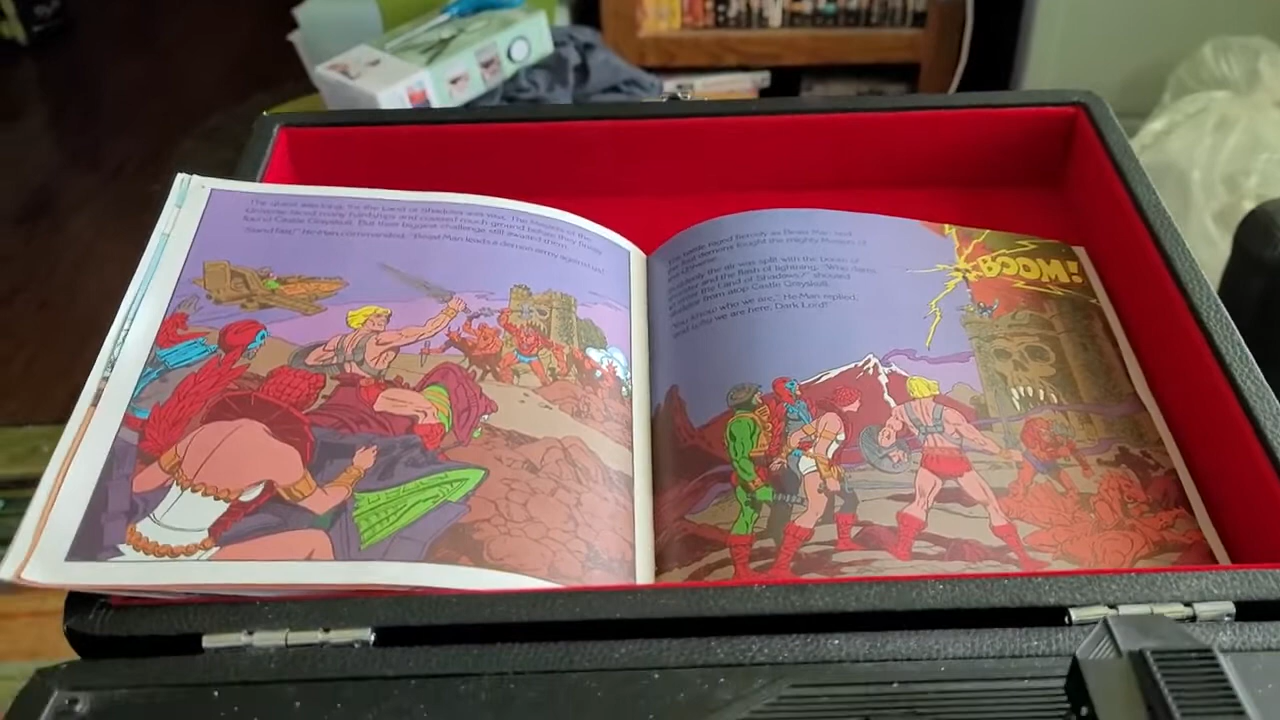 The quest was long, for the Land of Shadows was vast. The Masters of the
Universe faced many hardships and covered much ground before they finally
found Castle Grayskull. But their biggest challenge still awaited them.
"Stand fast," He-Man commanded. "Beast Man leads a demon army against us!
The battle raged fiercely as Beast Man and
his foul demons fought the mighty Masters of
the Universe.
Suddenly, the air was split with the boom of
thunder and the flash of lightning. "Who dares
enter the Land of Shadows?" shouted
Skeletor from atop Castle Grayskull.
"You know who we are," He-Man replied,
"and why we are here, Dark Lord!"
BOOM!